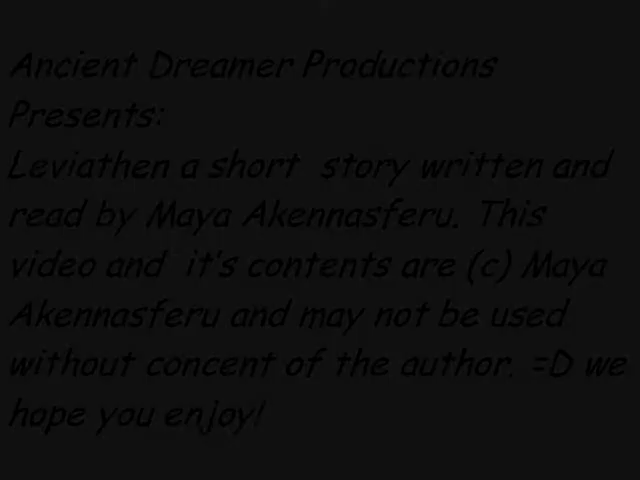 Ancient Dreamer Productions
Presents:
Leviathen a short story written and
read by Maya Akennasferu. This
video and it's contents are (c) Maya
Akennasferu and may not be used
without concent of the author. =D we
hope you enjoy!